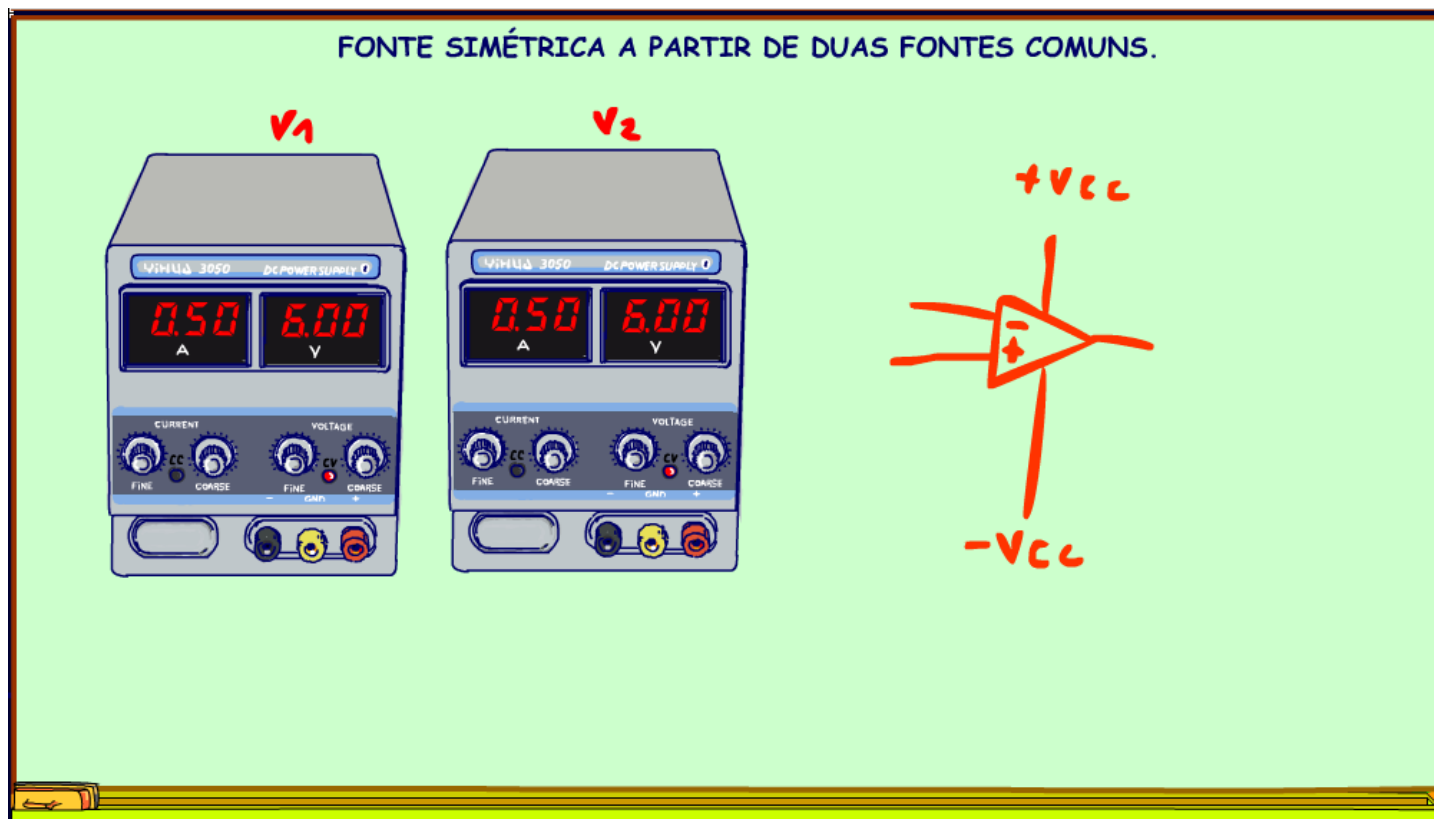 FONTE SIMÉTRICA A PARTIR DE DUAS FONTES COMUNS.
V1
V2
+VCC
YIHUA 3050 DC POWER SUPPLY
0.50 6.00
A V
CURRENT VOLTAGE
CC CV
FINE COARSE FINE COARSE
- GND +
YIHUA 3050 DC POWER SUPPLY
0.50 6.00
A V
CURRENT VOLTAGE
CC CV
FINE COARSE FINE COARSE
- GND +
-
+
-VCC